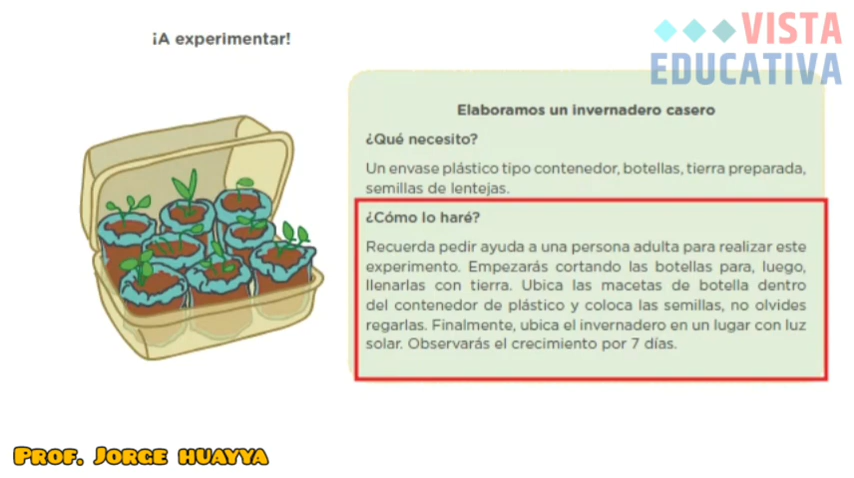 ¡A experimentar!
VISTA
EDUCATIVA
Elaboramos un invernadero casero
¿Qué necesito?
Un envase plástico tipo contenedor, botellas, tierra preparada,
semillas de lentejas.
¿Cómo lo haré?
Recuerda pedir ayuda a una persona adulta para realizar este
experimento. Empezarás cortando las botellas para, luego,
llenarlas con tierra. Ubica las macetas de botella dentro
del contenedor de plástico y coloca las semillas, no olvides
regarlas. Finalmente, ubica el invernadero en un lugar con luz
solar. Observarás el crecimiento por 7 días.
Prof. Jorge huayya